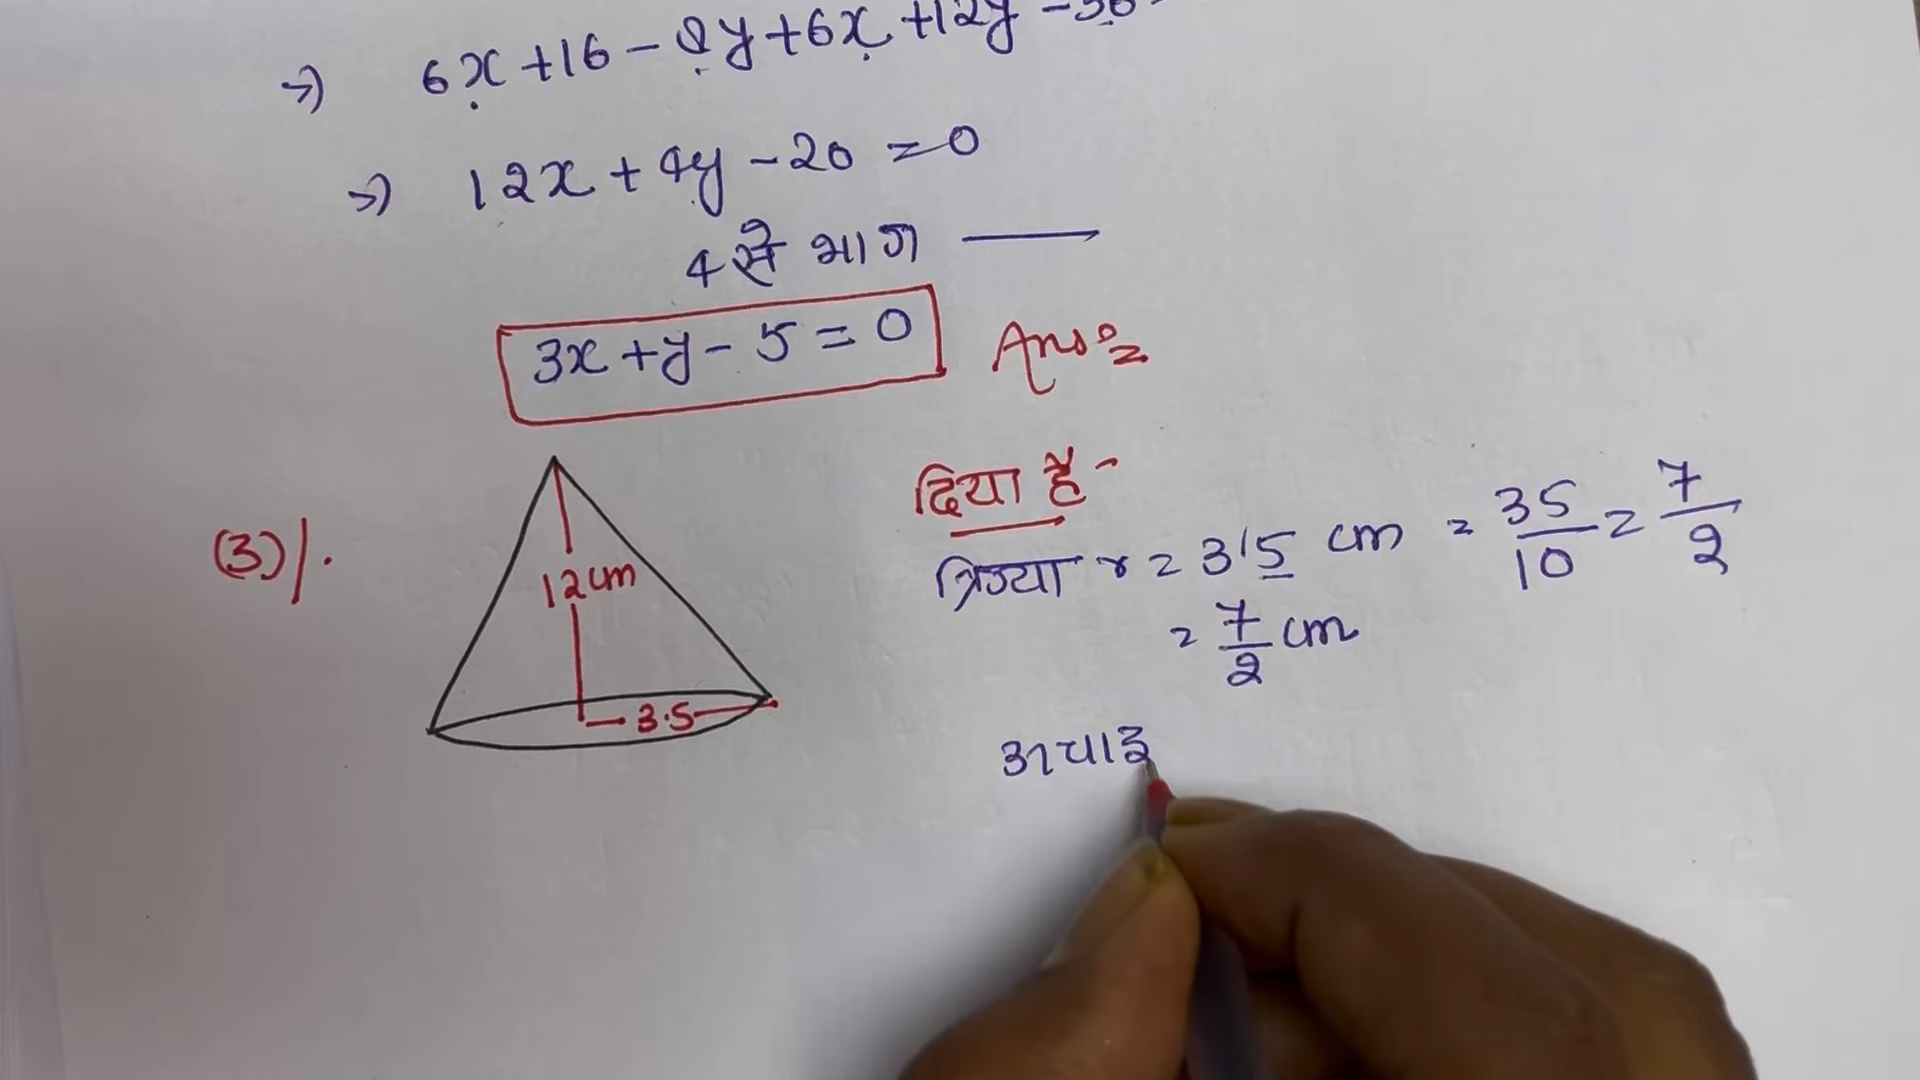 =) 6x+16-8y+6x+12y-36
=) 12x+4y-20=0
4 से भाग
3x+y-5=0 Ans
(3)/.
12cm
3.5
दिया है-
त्रिज्या r = 3.5 cm = 35/10 = 7/2
= 7/2 cm